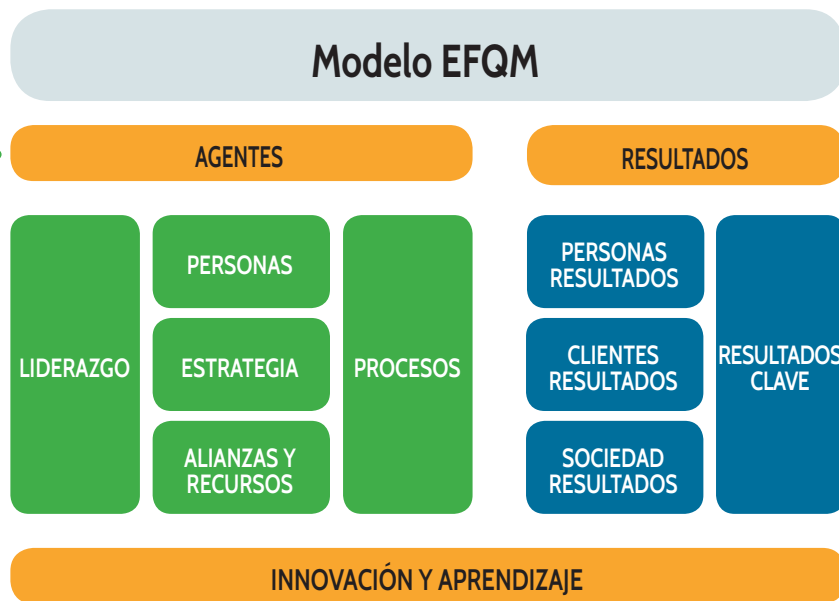 Modelo EFQM
AGENTES
RESULTADOS
LIDERAZGO
PERSONAS
ESTRATEGIA
ALIANZAS Y
RECURSOS
PROCESOS
PERSONAS
RESULTADOS
CLIENTES
RESULTADOS
SOCIEDAD
RESULTADOS
RESULTADOS
CLAVE
INNOVACIÓN Y APRENDIZAJE